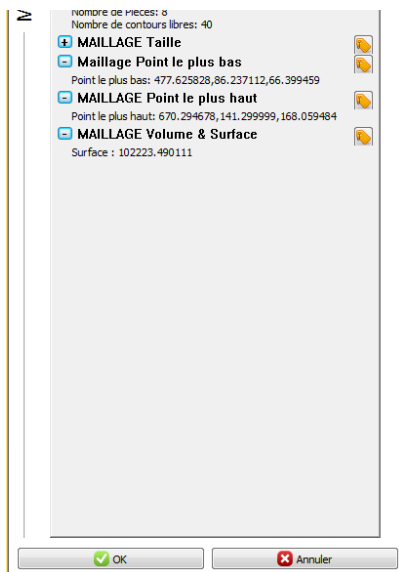 Nombre de Pièces: 8
Nombre de contours libres: 40
MAILLAGE Taille
Maillage Point le plus bas
Point le plus bas: 477.625828,86.237112,66.399459
MAILLAGE Point le plus haut
Point le plus haut: 670.294678,141.299999,168.059484
MAILLAGE Volume & Surface
Surface : 102223.490111
OK
Annuler